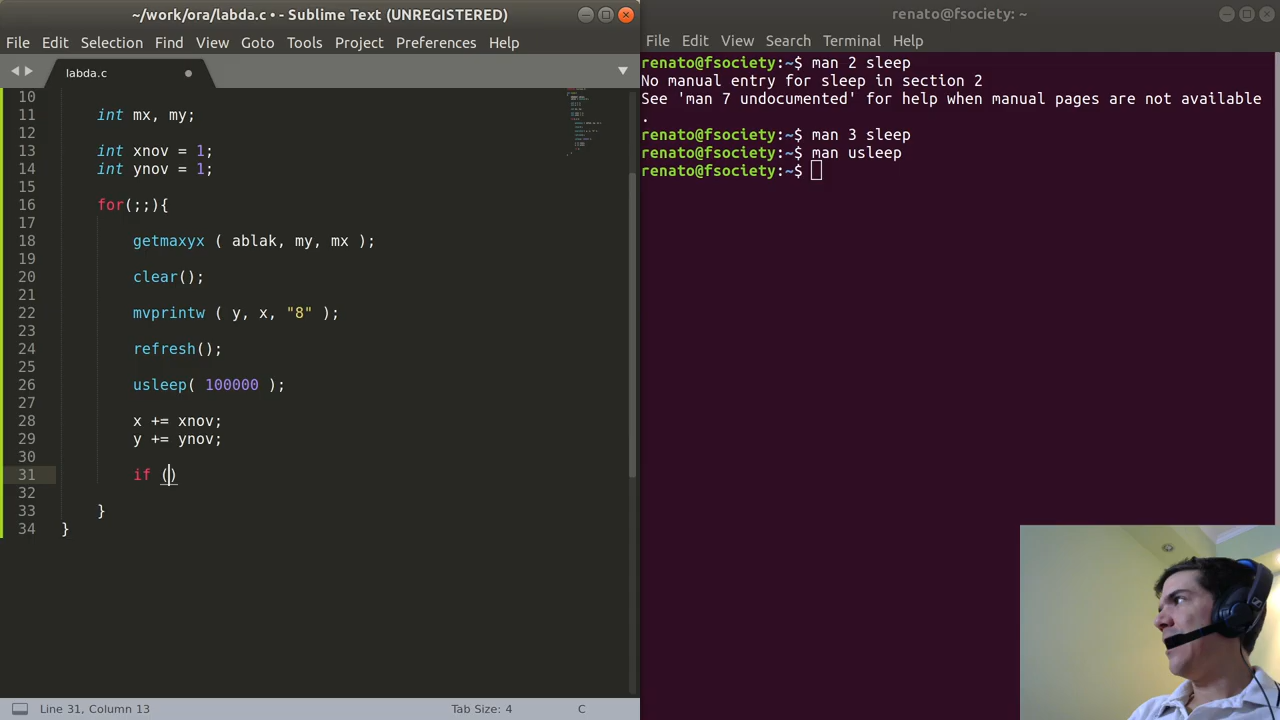 ~/work/ora/labda.c • - Sublime Text (UNREGISTERED)
File Edit Selection Find View Goto Tools Project Preferences Help
labda.c
10
11 int mx, my;
12
13 int xnov = 1;
14 int ynov = 1;
15
16 for(;;){
17
18 getmaxyx ( ablak, my, mx );
19
20 clear();
21
22 mvprintw ( y, x, "8" );
23
24 refresh();
25
26 usleep( 100000 );
27
28 x += xnov;
29 y += ynov;
30
31 if ()
32
33 }
34 }
Line 31, Column 13 Tab Size: 4 C
renato@fsociety: ~
File Edit View Search Terminal Help
renato@fsociety:~$ man 2 sleep
No manual entry for sleep in section 2
See 'man 7 undocumented' for help when manual pages are not available
.
renato@fsociety:~$ man 3 sleep
renato@fsociety:~$ man usleep
renato@fsociety:~$